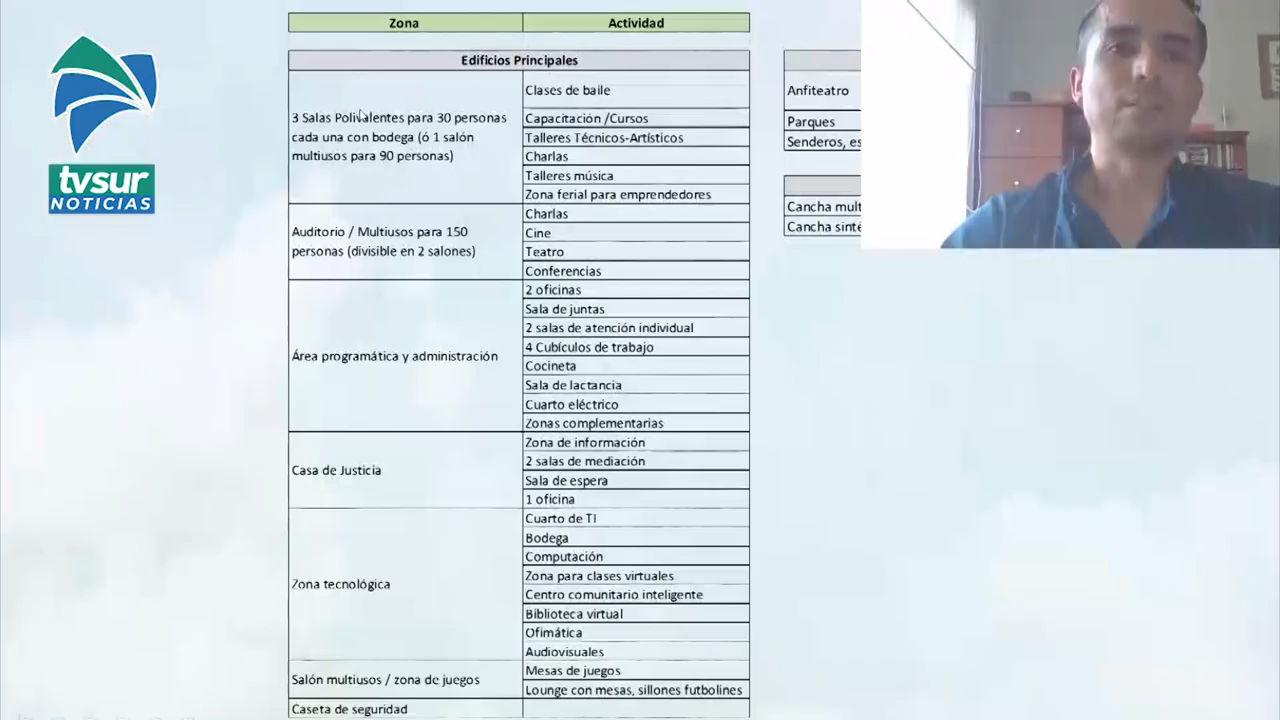 tvsur
NOTICIAS
Zona
Actividad
Edificios Principales
3 Salas Polivalentes para 30 personas
cada una con bodega (ó 1 salón
multiusos para 90 personas)
Clases de baile
Capacitación /Cursos
Talleres Técnicos-Artísticos
Charlas
Talleres música
Zona ferial para emprendedores
Auditorio / Multiusos para 150
personas (divisible en 2 salones)
Charlas
Cine
Teatro
Conferencias
Área programática y administración
2 oficinas
Sala de juntas
2 salas de atención individual
4 Cubículos de trabajo
Cocineta
Sala de lactancia
Cuarto eléctrico
Zonas complementarias
Casa de Justicia
Zona de información
2 salas de mediación
Sala de espera
1 oficina
Zona tecnológica
Cuarto de TI
Bodega
Computación
Zona para clases virtuales
Centro comunitario inteligente
Biblioteca virtual
Ofimática
Audiovisuales
Salón multiusos / zona de juegos
Mesas de juegos
Lounge con mesas, sillones futbolines
Caseta de seguridad
Anfiteatro
Parques
Senderos, es
Cancha mult
Cancha sinté